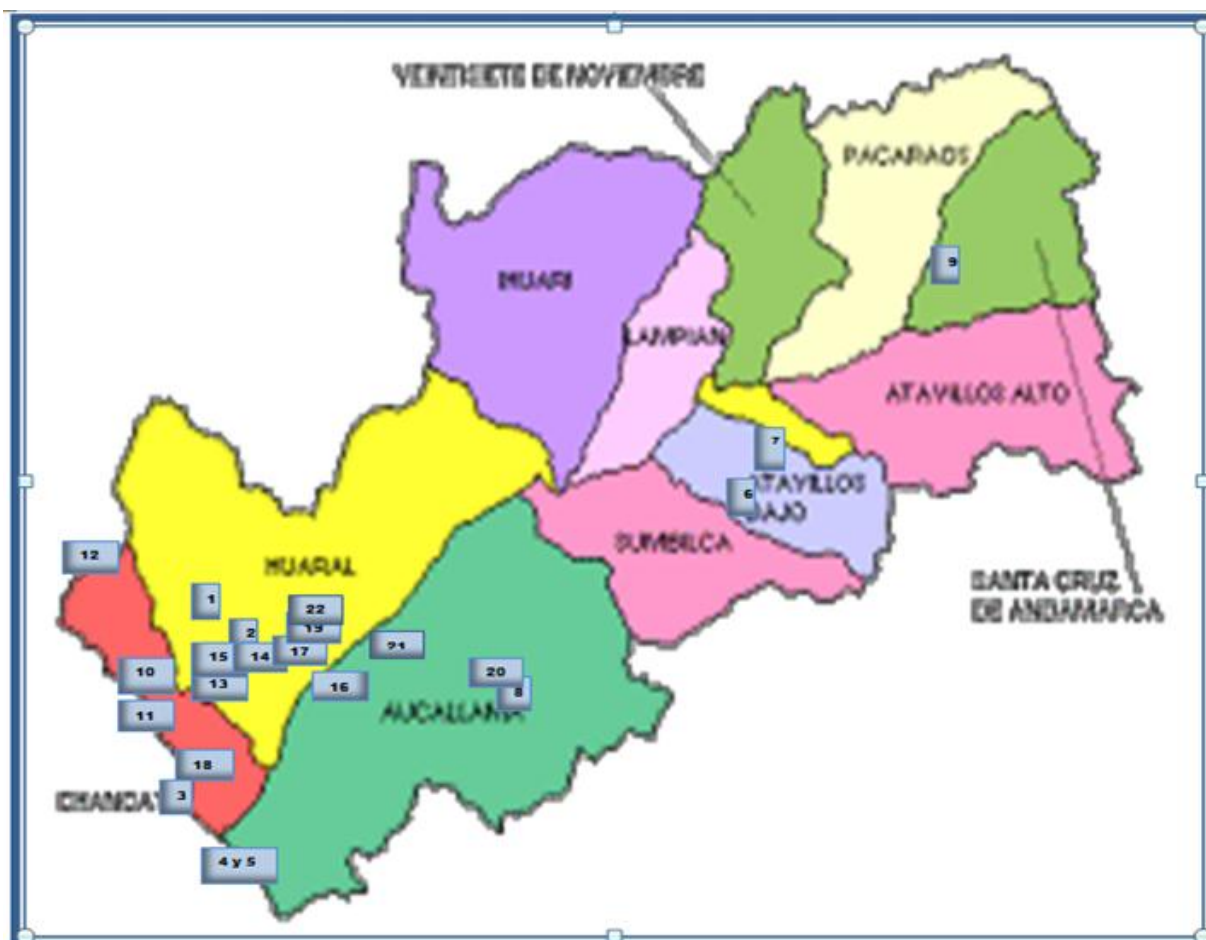 VEINTISIETE DE NOVIEMBRE
PACARAOS
9
IHUARI
LAMPIAN
ATAVILLOS ALTO
7
6
ATAVILLOS
BAJO
SUMBILCA
SANTA CRUZ
DE ANDAMARCA
12
HUARAL
1
22
2
19
21
15
14
17
10
13
16
20
8
11
AUCALLAMA
18
3
CHANCAY
4 y 5